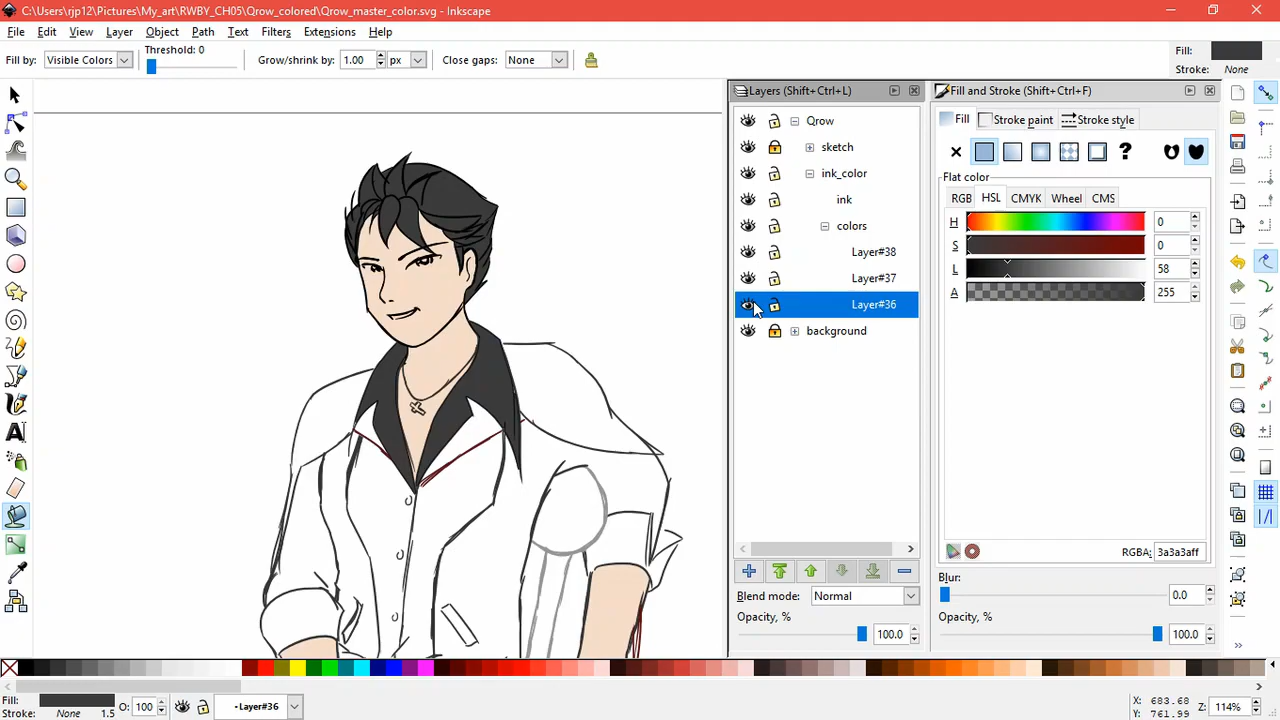 C:\Users\rjp12\Pictures\My_art\RWBY_CH05\Qrow_colored\Qrow_master_color.svg - Inkscape
File Edit View Layer Object Path Filters Text Extensions Help
Fill by: Visible Colors Threshold: 0 Grow/shrink by: 1.00 px Close gaps: None
Fill:
Stroke: None
Layers (Shift+Ctrl+L)
Qrow
sketch
ink_color
ink
colors
Layer#38
Layer#37
Layer#36
background
Blend mode: Normal
Opacity, % 100.0
Fill and Stroke (Shift+Ctrl+F)
Fill Stroke paint Stroke style
Flat color
RGB HSL CMYK Wheel CMS
H 0
S 0
L 58
A 255
RGBA: 3a3a3aff
Blur: 0.0
Opacity, % 100.0
Fill:
Stroke: None 1.5
O: 100
·Layer#36
X: 683.68
Y: 761.99
Z: 114%